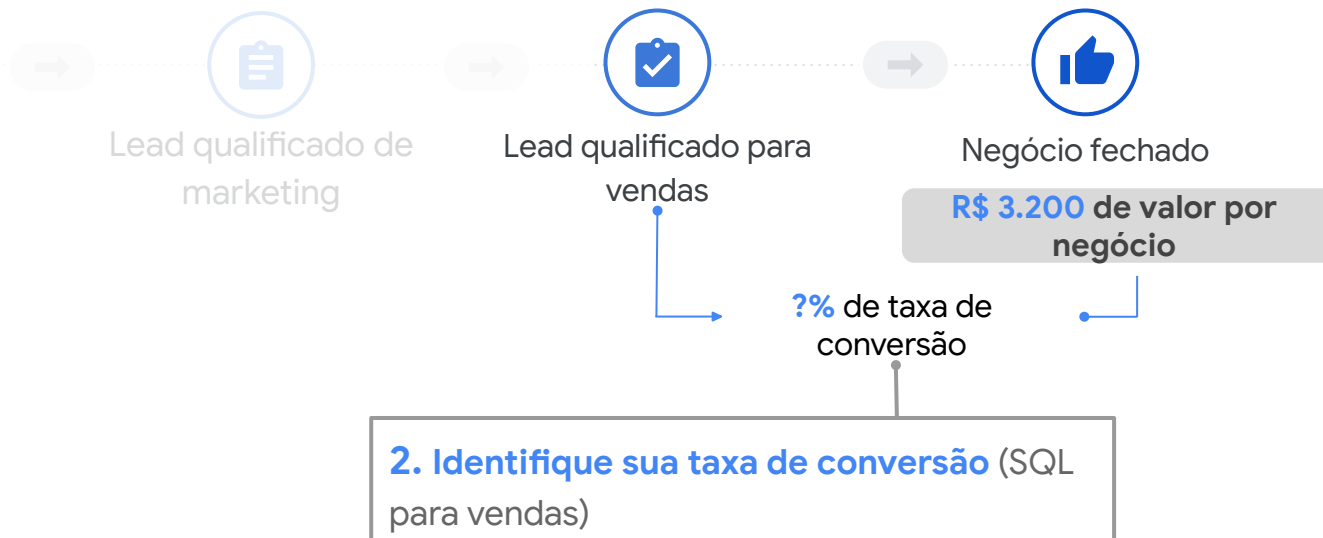 Lead qualificado de
marketing
Lead qualificado para
vendas
Negócio fechado
R$ 3.200 de valor por
negócio
?% de taxa de
conversão
2. Identifique sua taxa de conversão (SQL
para vendas)